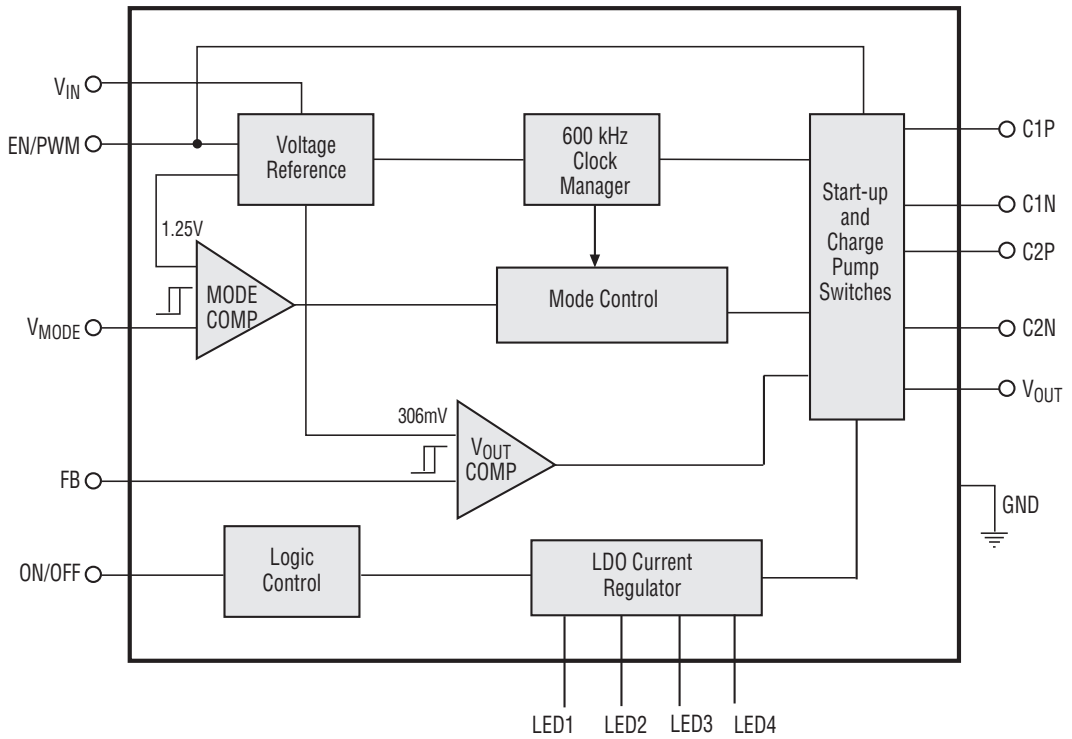 V_IN
EN/PWM
Voltage
Reference
600 kHz
Clock
Manager
C1P
C1N
C2P
C2N
V_OUT
Start-up
and
Charge
Pump
Switches
1.25V
MODE
COMP
Mode Control
V_MODE
306mV
V_OUT
COMP
FB
GND
ON/OFF
Logic
Control
LDO Current
Regulator
LED1
LED2
LED3
LED4